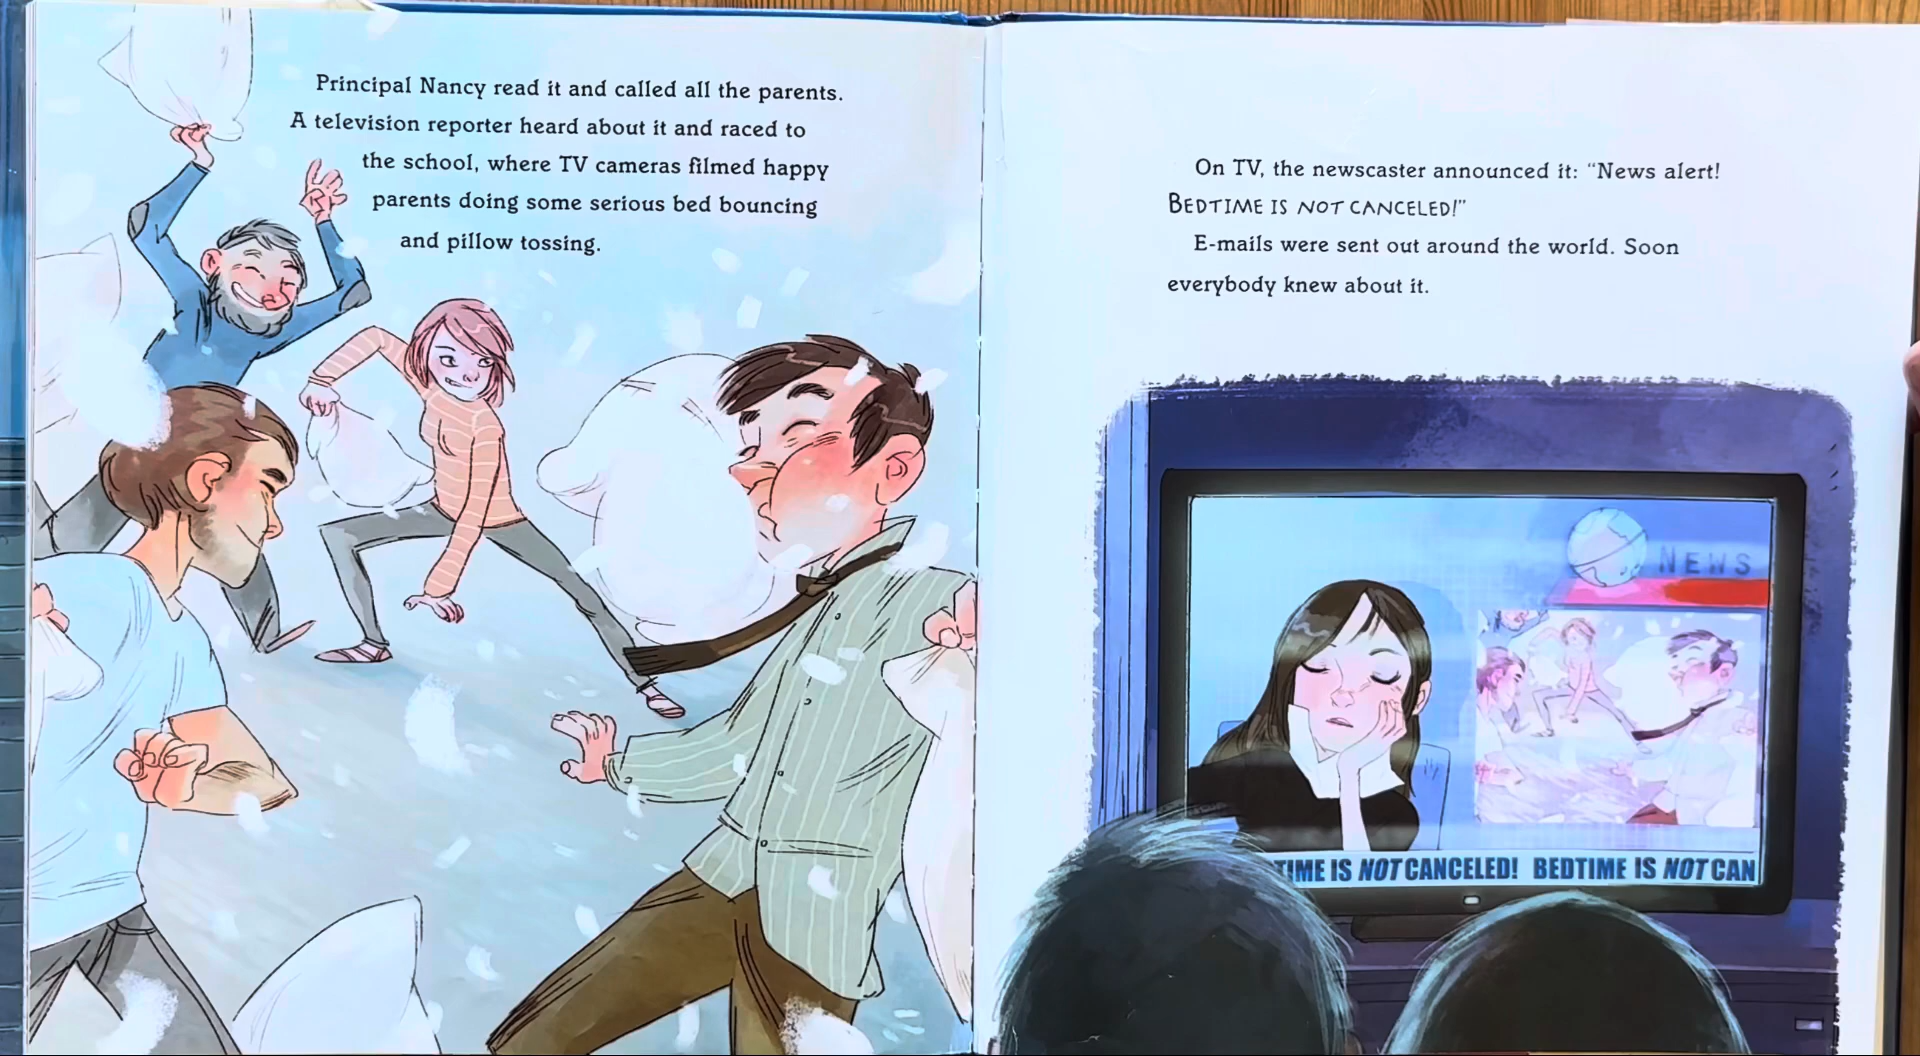 Principal Nancy read it and called all the parents.
A television reporter heard about it and raced to
the school, where TV cameras filmed happy
parents doing some serious bed bouncing
and pillow tossing.
On TV, the newscaster announced it: “News alert!
BEDTIME IS NOT CANCELED!”
E-mails were sent out around the world. Soon
everybody knew about it.
NEWS
TIME IS NOT CANCELED! BEDTIME IS NOT CAN